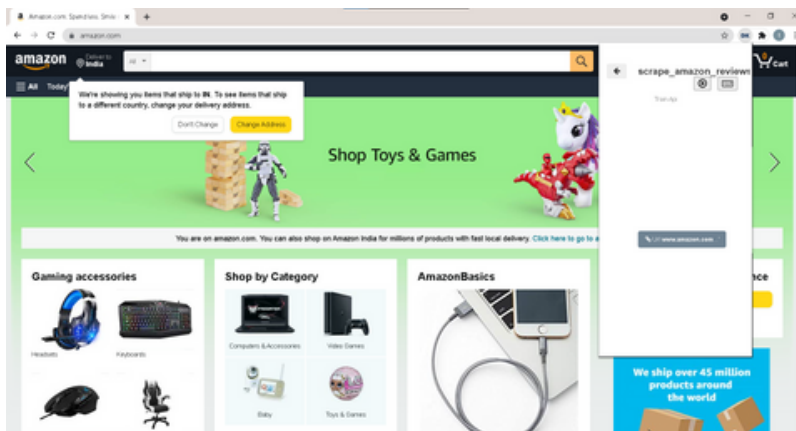 Amazon.com: Spend less. Smile
amazon.com
amazon
Deliver to
India
All
Cart
All
Today'
We're showing you items that ship to IN. To see items that ship
to a different country, change your delivery address.
Don't Change
Change Address
scrape_amazon_reviews
Shop Toys & Games
www.amazon.com
You are on amazon.com. You can also shop on Amazon India for millions of products with fast local delivery. Click here to go to a
Gaming accessories
Headsets
Keyboards
Shop by Category
Computers & Accessories
Video Games
Baby
Toys & Games
AmazonBasics
nce
We ship over 45 million
products around
the world